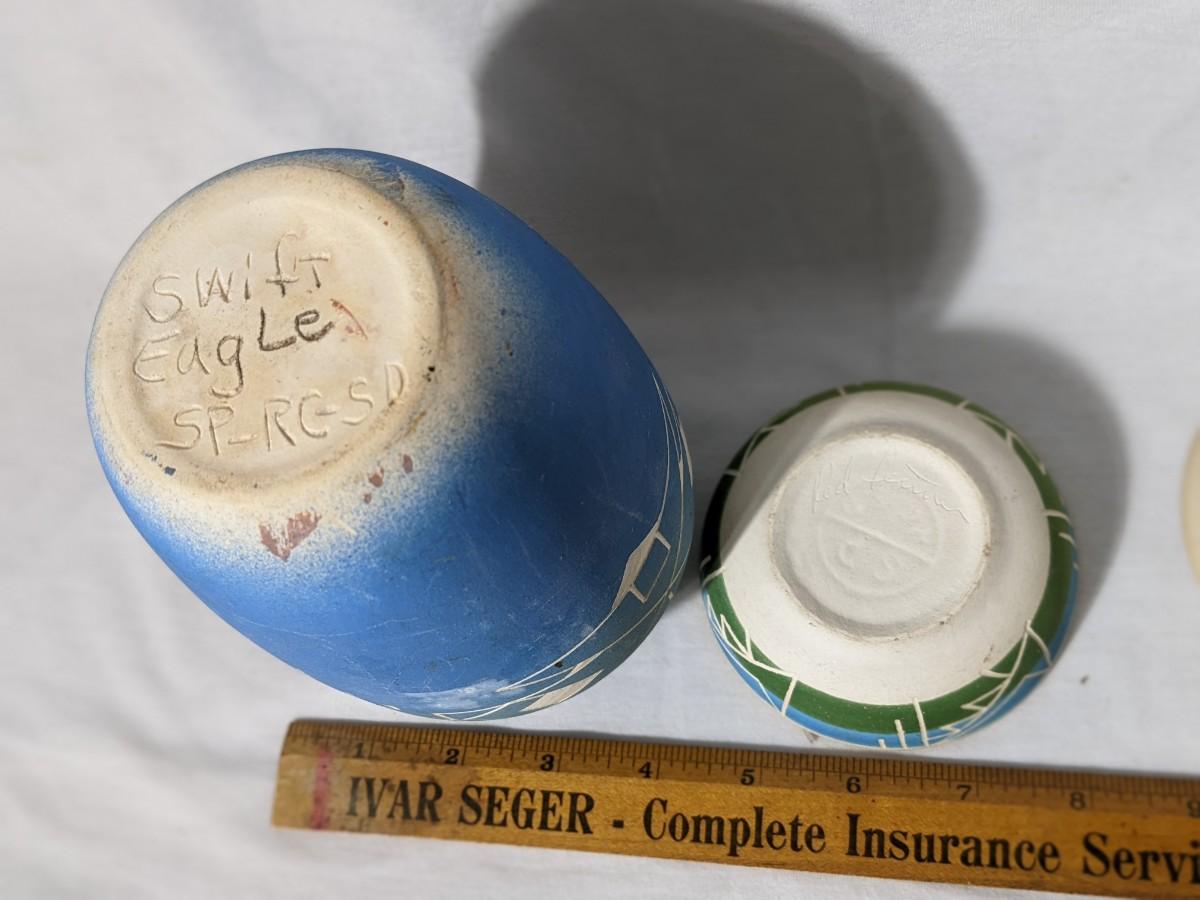 Swift
EagLe
SP-RC-SD
1 2 3 4 5 6 7 8
IVAR SEGER - Complete Insurance Servi